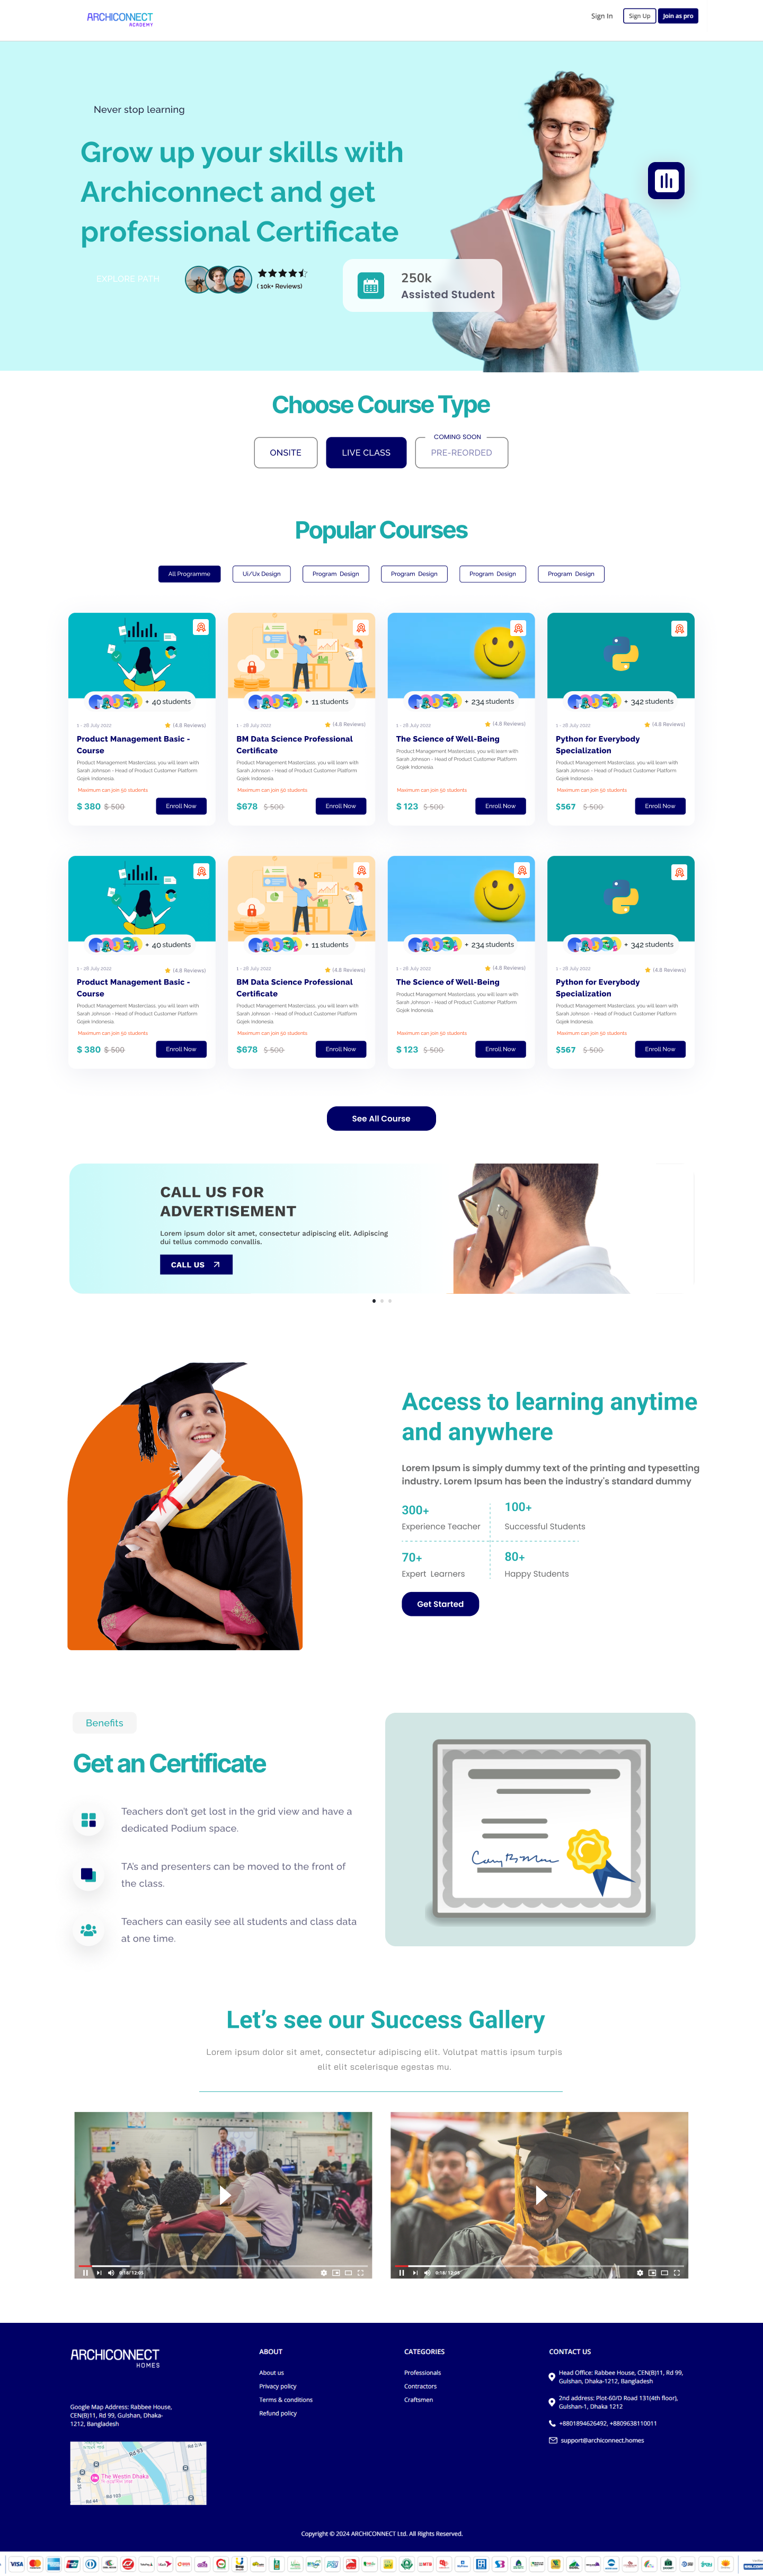 ARCHICONNECT
ACADEMY
Sign In
Sign Up
Join as pro
Never stop learning
Grow up your skills with
Archiconnect and get
professional Certificate
EXPLORE PATH
( 10k+ Reviews)
250k
Assisted Student
Choose Course Type
ONSITE
LIVE CLASS
COMING SOON
PRE-REORDED
Popular Courses
All Programme
UI/UX Design
Program Design
Program Design
Program Design
Program Design
+ 40 students
1 - 28 July 2022
(4.8 Reviews)
Product Management Basic -
Course
Product Management Masterclass, you will learn with
Sarah Johnson - Head of Product Customer Platform
Gojek Indonesia.
Maximum can join 50 students
$ 380 $ 500
Enroll Now
+ 11 students
1 - 28 July 2022
(4.8 Reviews)
BM Data Science Professional
Certificate
Product Management Masterclass, you will learn with
Sarah Johnson - Head of Product Customer Platform
Gojek Indonesia.
Maximum can join 50 students
$678 $ 500
Enroll Now
+ 234 students
1 - 28 July 2022
(4.8 Reviews)
The Science of Well-Being
Product Management Masterclass, you will learn with
Sarah Johnson - Head of Product Customer Platform
Gojek Indonesia.
Maximum can join 50 students
$ 123 $ 500
Enroll Now
+ 342 students
1 - 28 July 2022
(4.8 Reviews)
Python for Everybody
Specialization
Product Management Masterclass, you will learn with
Sarah Johnson - Head of Product Customer Platform
Gojek Indonesia.
Maximum can join 50 students
$567 $ 500
Enroll Now
+ 40 students
1 - 28 July 2022
(4.8 Reviews)
Product Management Basic -
Course
Product Management Masterclass, you will learn with
Sarah Johnson - Head of Product Customer Platform
Gojek Indonesia.
Maximum can join 50 students
$ 380 $ 500
Enroll Now
+ 11 students
1 - 28 July 2022
(4.8 Reviews)
BM Data Science Professional
Certificate
Product Management Masterclass, you will learn with
Sarah Johnson - Head of Product Customer Platform
Gojek Indonesia.
Maximum can join 50 students
$678 $ 500
Enroll Now
+ 234 students
1 - 28 July 2022
(4.8 Reviews)
The Science of Well-Being
Product Management Masterclass, you will learn with
Sarah Johnson - Head of Product Customer Platform
Gojek Indonesia.
Maximum can join 50 students
$ 123 $ 500
Enroll Now
+ 342 students
1 - 28 July 2022
(4.8 Reviews)
Python for Everybody
Specialization
Product Management Masterclass, you will learn with
Sarah Johnson - Head of Product Customer Platform
Gojek Indonesia.
Maximum can join 50 students
$567 $ 500
Enroll Now
See All Course
CALL US FOR
ADVERTISEMENT
Lorem ipsum dolor sit amet, consectetur adipiscing elit. Adipiscing
dui tellus commodo convallis.
CALL US
Access to learning anytime
and anywhere
Lorem Ipsum is simply dummy text of the printing and typesetting
industry. Lorem Ipsum has been the industry's standard dummy
300+
Experience Teacher
100+
Successful Students
70+
Expert Learners
80+
Happy Students
Get Started
Benefits
Get an Certificate
Teachers don't get lost in the grid view and have a
dedicated Podium space.
TA's and presenters can be moved to the front of
the class.
Teachers can easily see all students and class data
at one time.
Let's see our Success Gallery
Lorem ipsum dolor sit amet, consectetur adipiscing elit. Volutpat mattis ipsum turpis
elit elit scelerisque egestas mu.
0:18/ 12:03
0:18/ 12:03
ARCHICONNECT
HOMES
Google Map Address: Rabbee House,
CEN(B)11, Rd 99, Gulshan, Dhaka-
1212, Bangladesh
Rd 93
The Westin Dhaka
Rd 44
Rd 103
ABOUT
About us
Privacy policy
Terms & conditions
Refund policy
CATEGORIES
Professionals
Contractors
Craftsmen
CONTACT US
Head Office: Rabbee House, CEN(B)11, Rd 99,
Gulshan, Dhaka-1212, Bangladesh
2nd address: Plot-60/D Road 131(4th floor),
Gulshan-1, Dhaka 1212
+8801894626492, +8809638110011
support@archiconnect.homes
Copyright © 2024 ARCHICONNECT Ltd. All Rights Reserved.
VISA